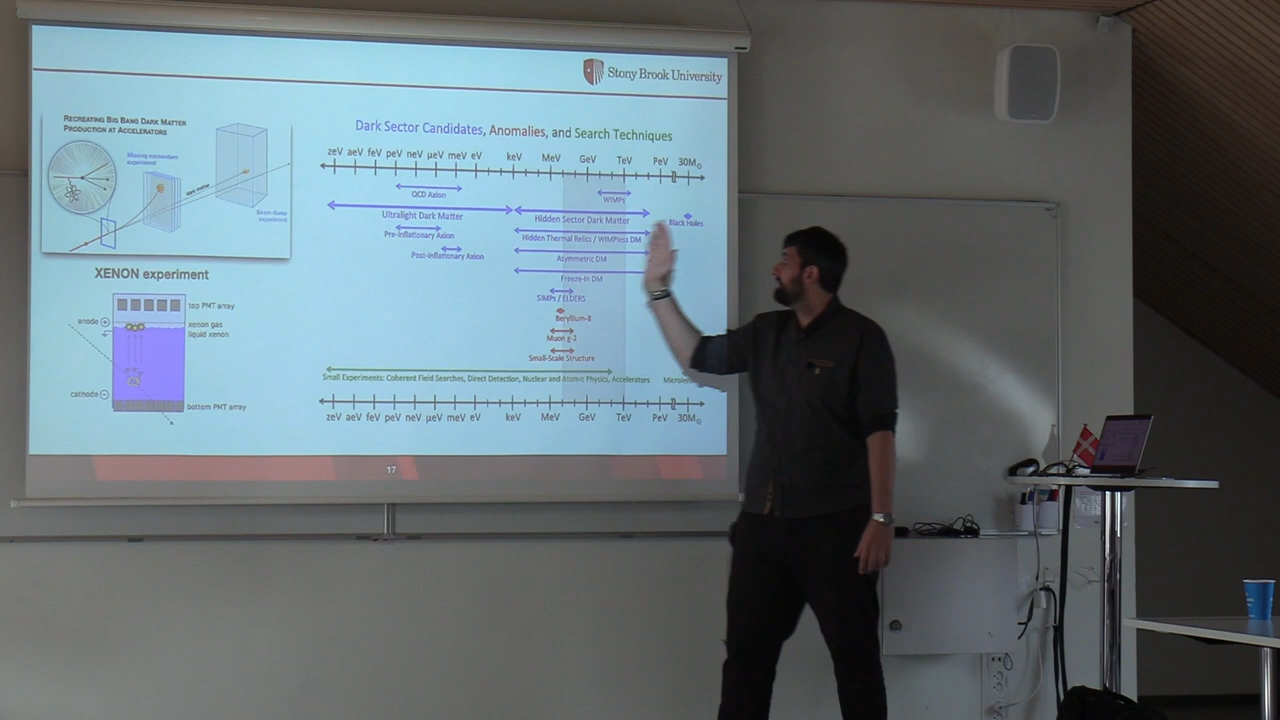 Stony Brook University
RECREATING BIG BANG DARK MATTER
PRODUCTION AT ACCELERATORS
Missing momentum
experiment
dark matter
Beam dump
experiment
XENON experiment
top PMT array
anode
xenon gas
liquid xenon
cathode
bottom PMT array
Dark Sector Candidates, Anomalies, and Search Techniques
zeV aeV feV peV neV μeV meV eV keV MeV GeV TeV PeV 30M⊙
QCD Axion
WIMPs
Ultralight Dark Matter
Hidden Sector Dark Matter
Black Holes
Pre-Inflationary Axion
Hidden Thermal Relics / WIMPless DM
Post-Inflationary Axion
Asymmetric DM
Freeze-In DM
SIMPs / ELDERS
Beryllium-8
Muon g-2
Small-Scale Structure
Small Experiments: Coherent Field Searches, Direct Detection, Nuclear and Atomic Physics, Accelerators
zeV aeV feV peV neV μeV meV eV keV MeV GeV TeV PeV 30M⊙
17